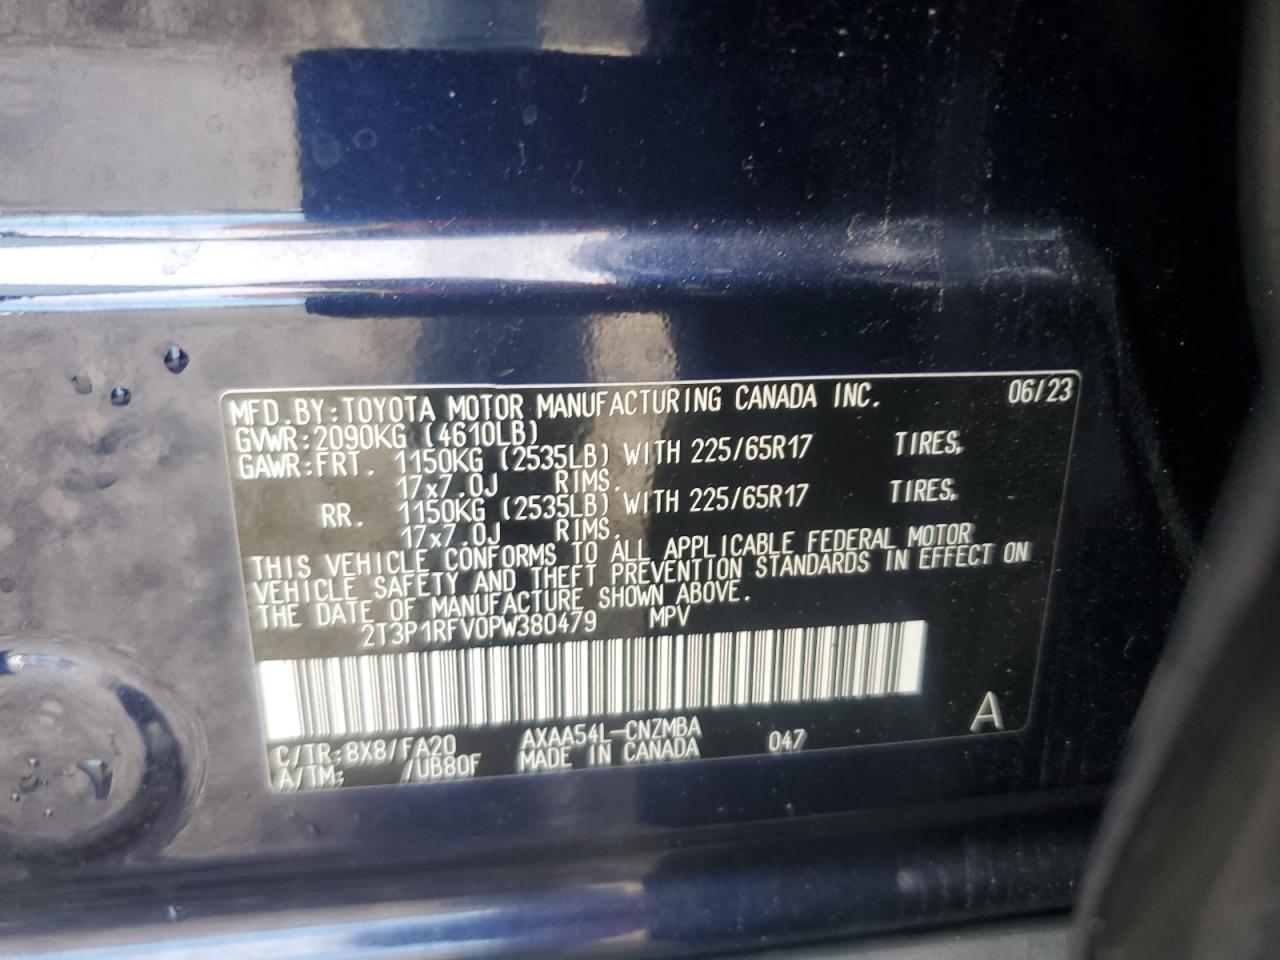 MFD.BY:TOYOTA MOTOR MANUFACTURING CANADA INC. 06/23
GVWR:2090KG (4610LB)
GAWR:FRT. 1150KG (2535LB) WITH 225/65R17 TIRES,
17x7.0J RIMS.
RR. 1150KG (2535LB) WITH 225/65R17 TIRES,
17x7.0J RIMS.
THIS VEHICLE CONFORMS TO ALL APPLICABLE FEDERAL MOTOR
VEHICLE SAFETY AND THEFT PREVENTION STANDARDS IN EFFECT ON
THE DATE OF MANUFACTURE SHOWN ABOVE.
2T3P1RFV0PW380479 MPV
A
C/TR:8X8/FA20 AXAA54L-CNZMBA 047
A/TM: /UB80F MADE IN CANADA